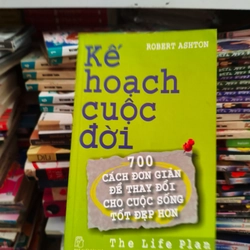 ROBERT ASHTON
Kế
hoạch
cuộc
đời
700
CÁCH ĐƠN GIẢN
ĐỂ THAY ĐỔI
CHO CUỘC SỐNG
TỐT ĐẸP HƠN
The Life Plan